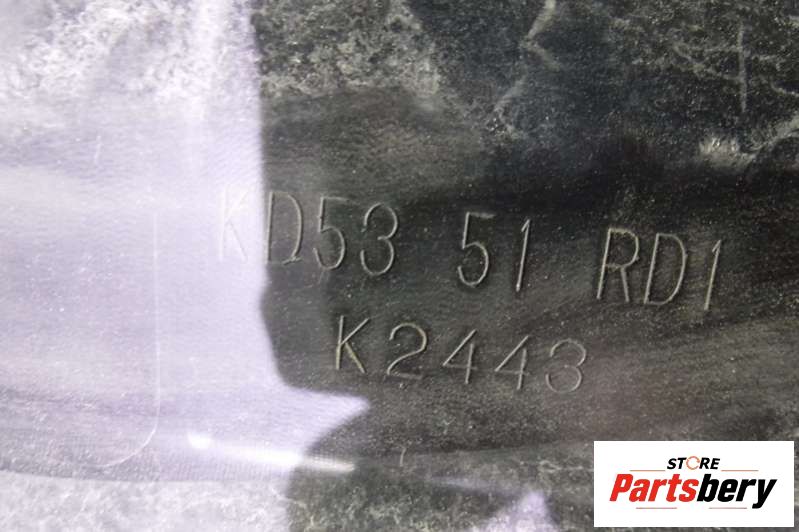 KD53 51 RD1
K2443
STORE
Partsbery